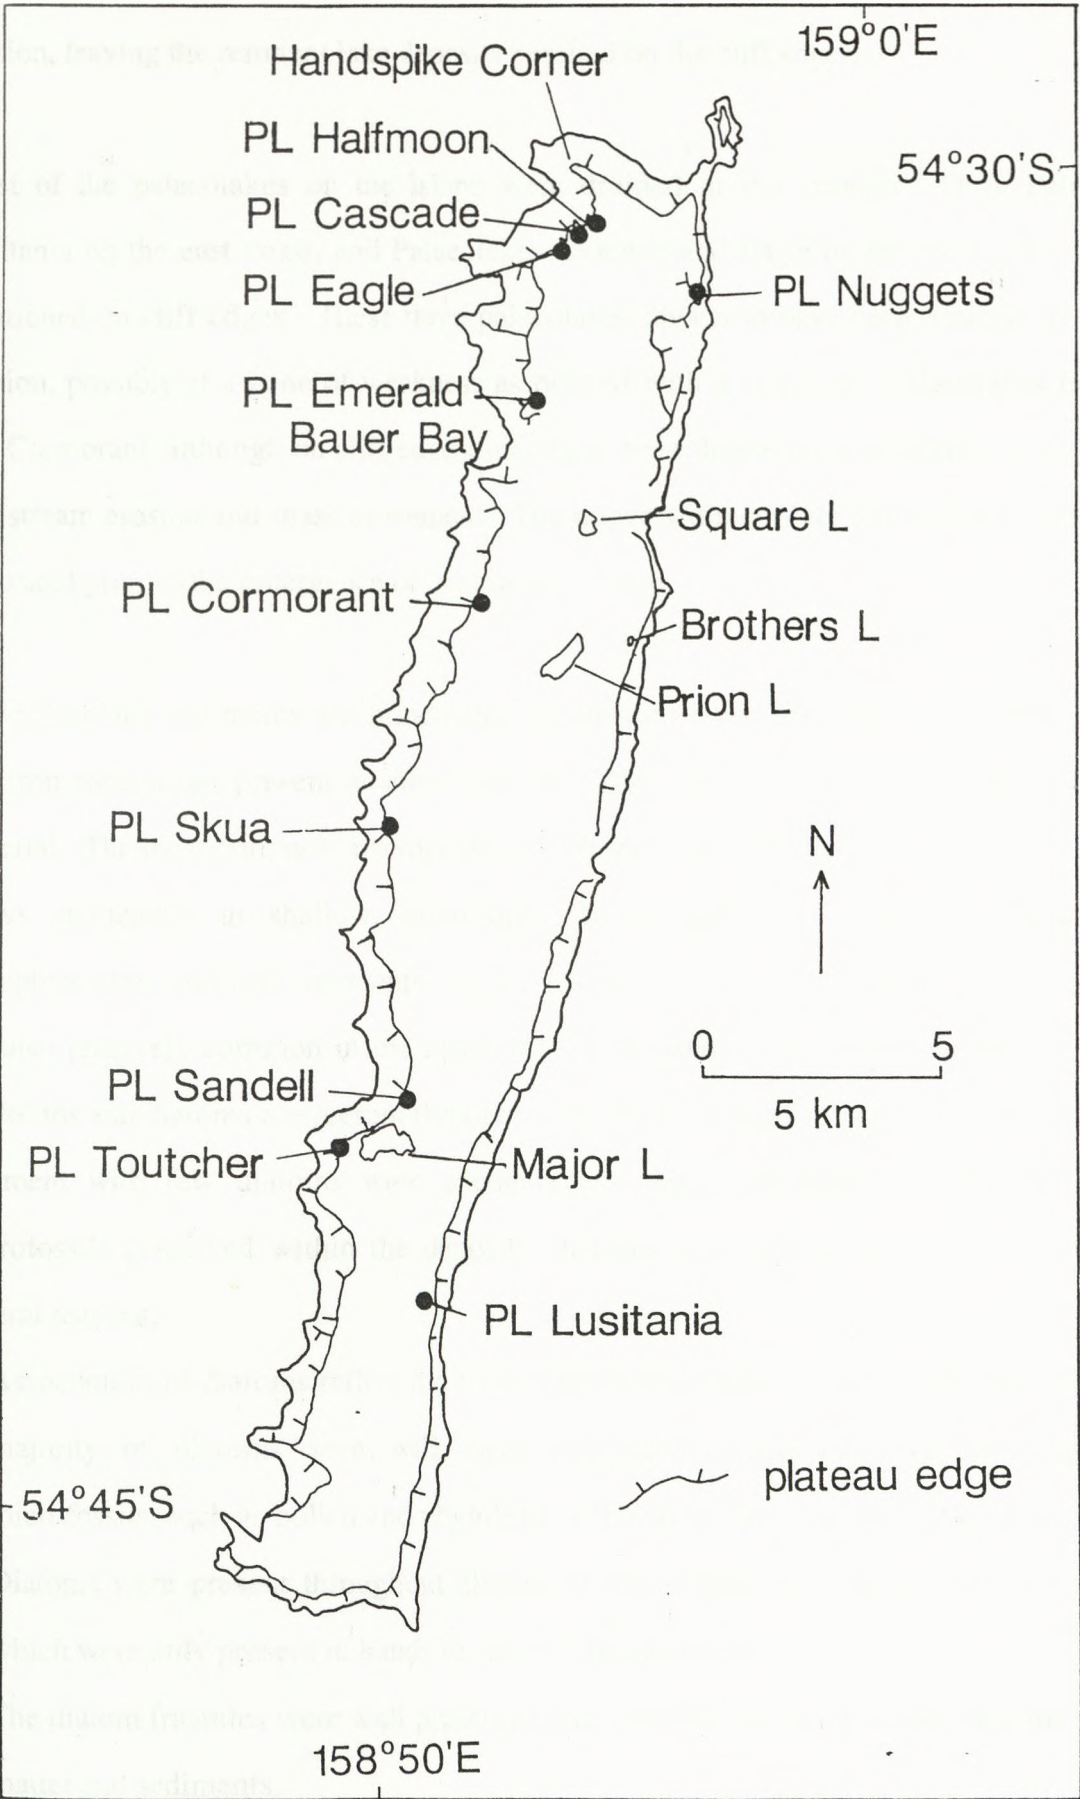 159°0'E
Handspike Corner
PL Halfmoon
54°30'S
PL Cascade
PL Eagle
PL Nuggets
PL Emerald
Bauer Bay
Square L
PL Cormorant
Brothers L
Prion L
PL Skua
N
0 5
5 km
PL Sandell
PL Toutcher
Major L
PL Lusitania
plateau edge
54°45'S
158°50'E